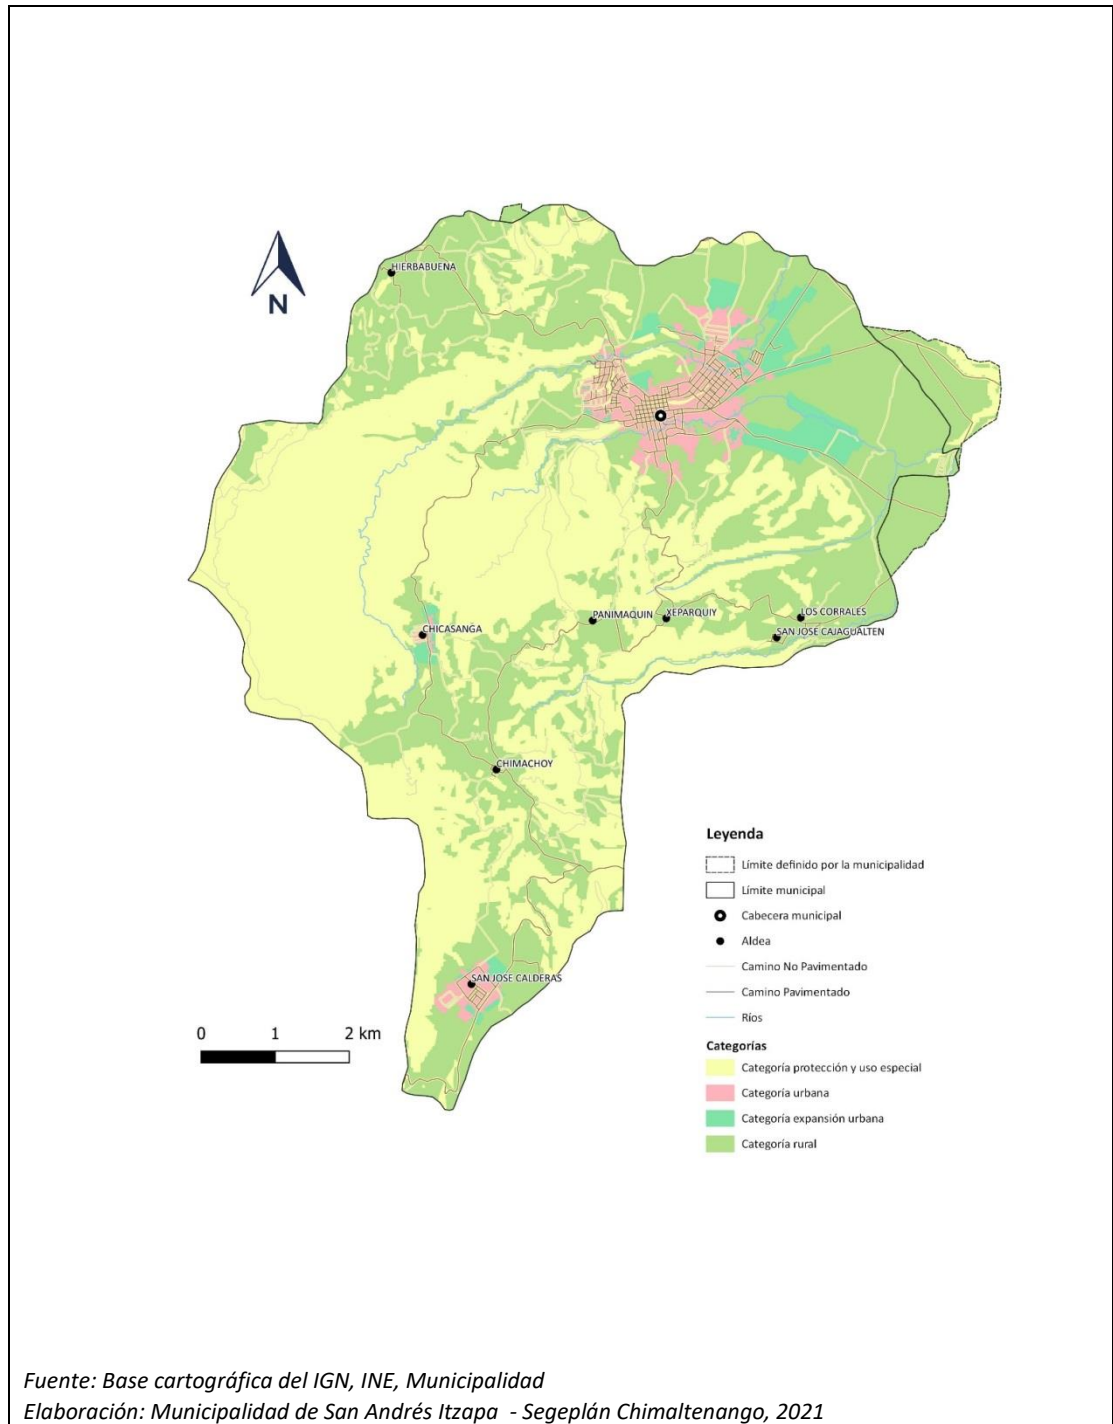 HIERBABUENA
N
PANIMAQUIN
XEPARQUIY
LOS CORRALES
CHICASANGA
SAN JOSE CAJAGUALTEN
CHIMACHOY
SAN JOSE CALDERAS
0 1 2 km
Leyenda
Límite definido por la municipalidad
Límite municipal
Cabecera municipal
Aldea
Camino No Pavimentado
Camino Pavimentado
Ríos
Categorías
Categoría protección y uso especial
Categoría urbana
Categoría expansión urbana
Categoría rural
Fuente: Base cartográfica del IGN, INE, Municipalidad
Elaboración: Municipalidad de San Andrés Itzapa - Segeplán Chimaltenango, 2021